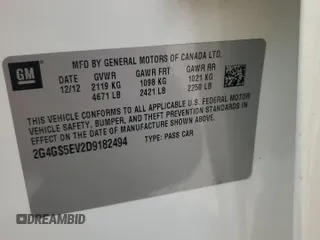 GM
MFD BY GENERAL MOTORS OF CANADA LTD.
DATE GVWR GAWR FRT GAWR RR
12/12 2119 KG 1098 KG 1021 KG
4671 LB 2421 LB 2250 LB
THIS VEHICLE CONFORMS TO ALL APPLICABLE U.S. FEDERAL MOTOR
VEHICLE SAFETY, BUMPER, AND THEFT PREVENTION STANDARDS IN
EFFECT ON THE DATE OF MANUFACTURE SHOWN ABOVE.
2G4GS5EV2D9182494
TYPE: PASS CAR
DREAMBID